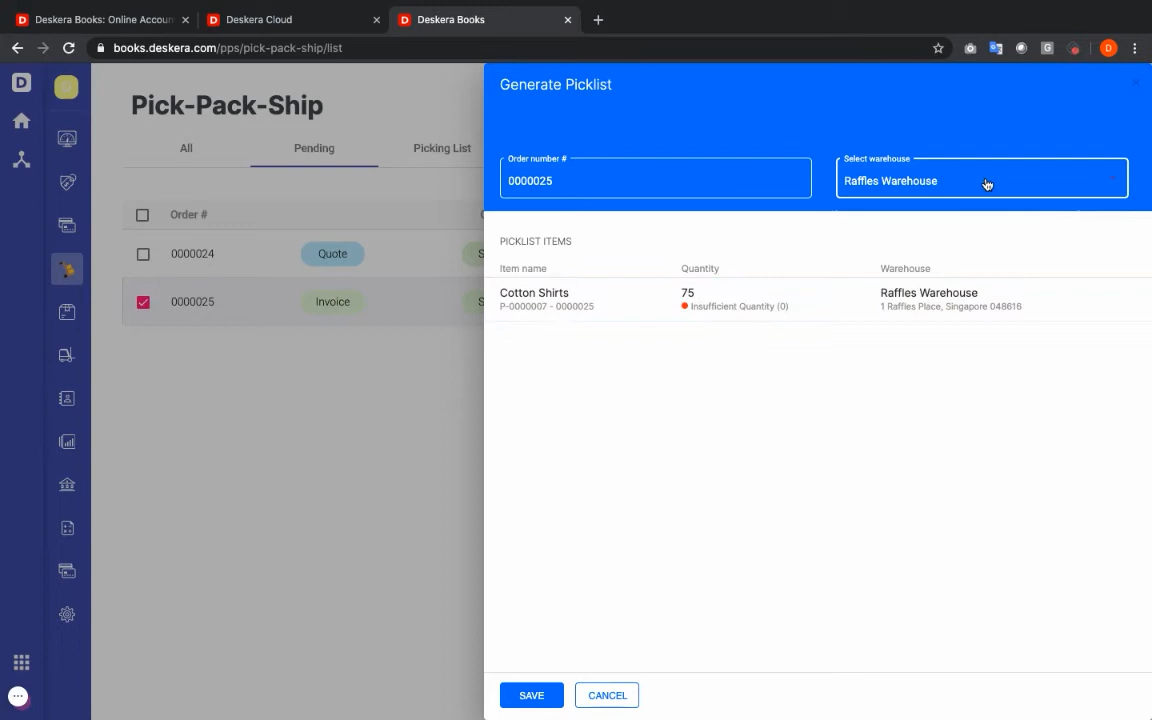 Deskera Books: Online Accoun
Deskera Cloud
Deskera Books
books.deskera.com/pps/pick-pack-ship/list
Pick-Pack-Ship
All
Pending
Picking List
Order #
0000024
Quote
S
0000025
Invoice
S
Generate Picklist
Order number #
0000025
Select warehouse
Raffles Warehouse
PICKLIST ITEMS
Item name
Quantity
Warehouse
Cotton Shirts
75
Raffles Warehouse
P-0000007 - 0000025
Insufficient Quantity (0)
1 Raffles Place, Singapore 048616
SAVE
CANCEL